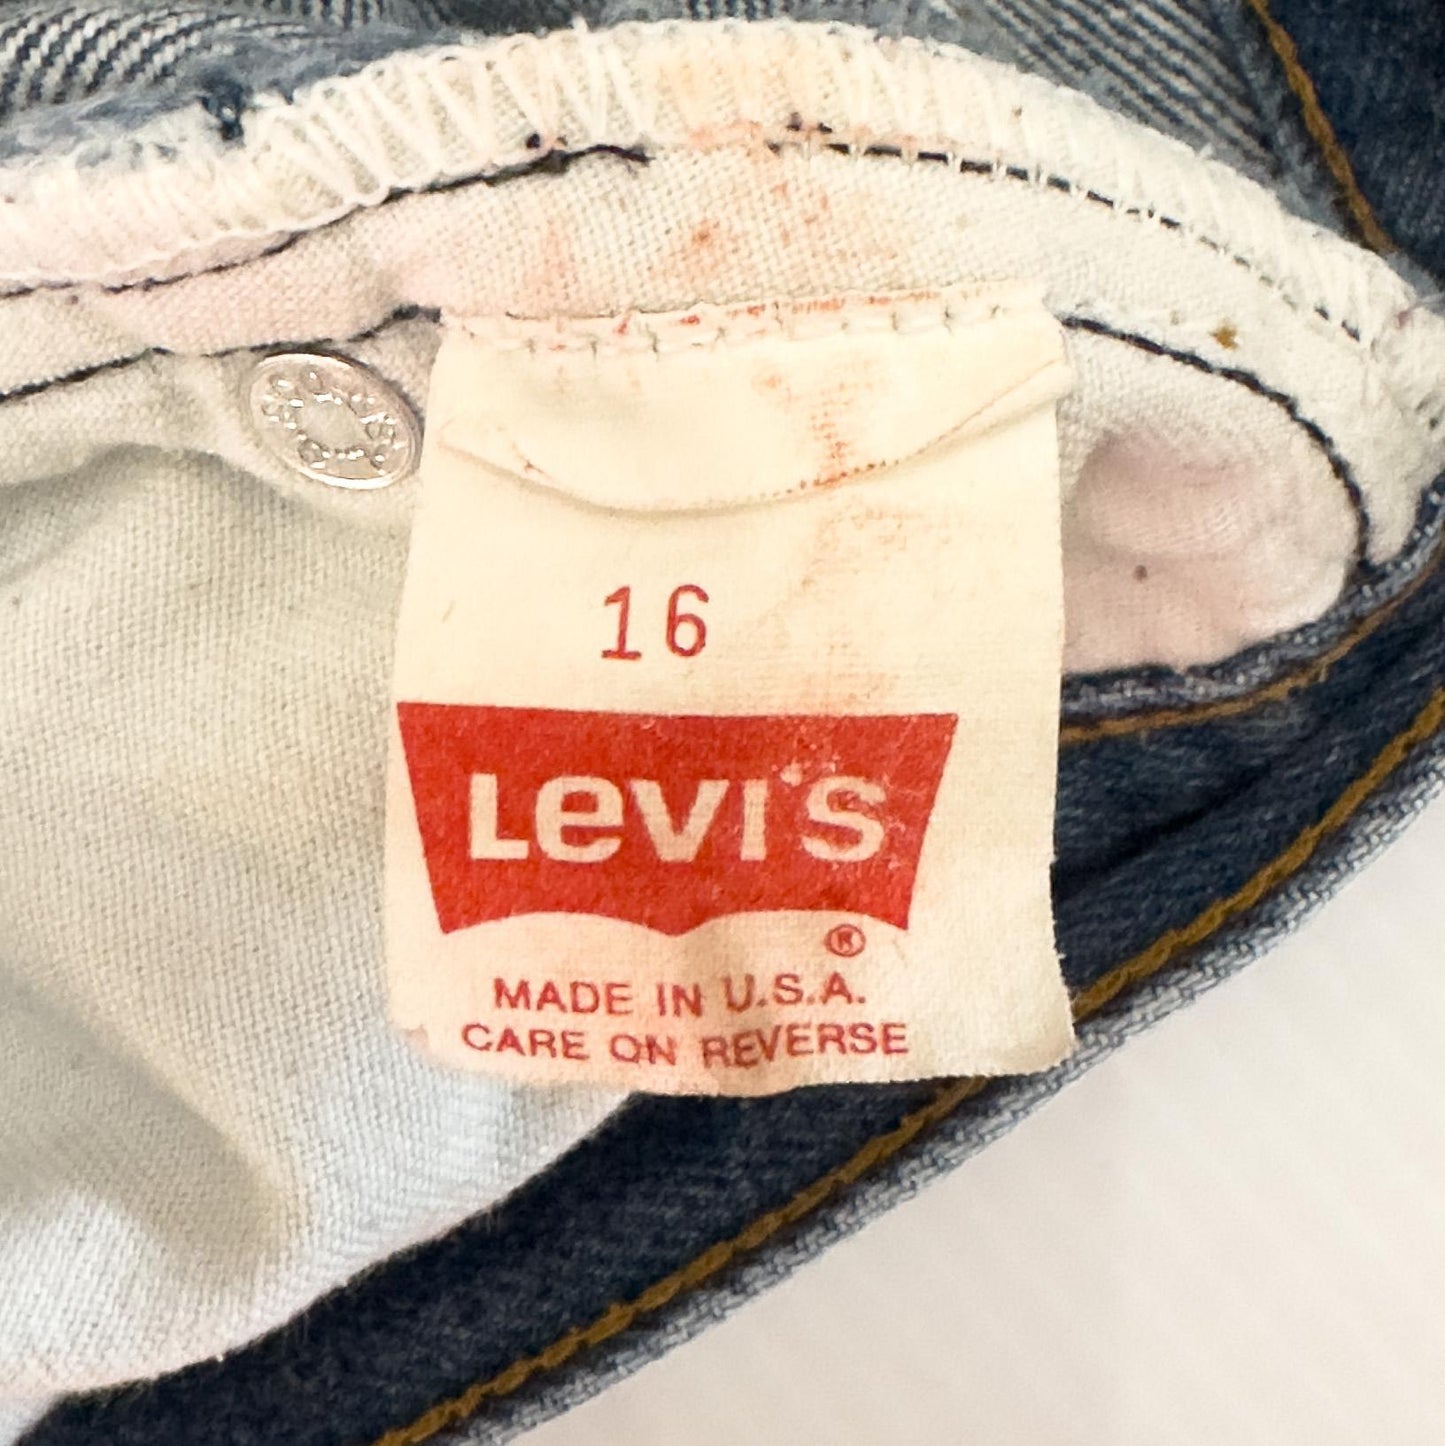 16
LEVI'S
®
MADE IN U.S.A.
CARE ON REVERSE